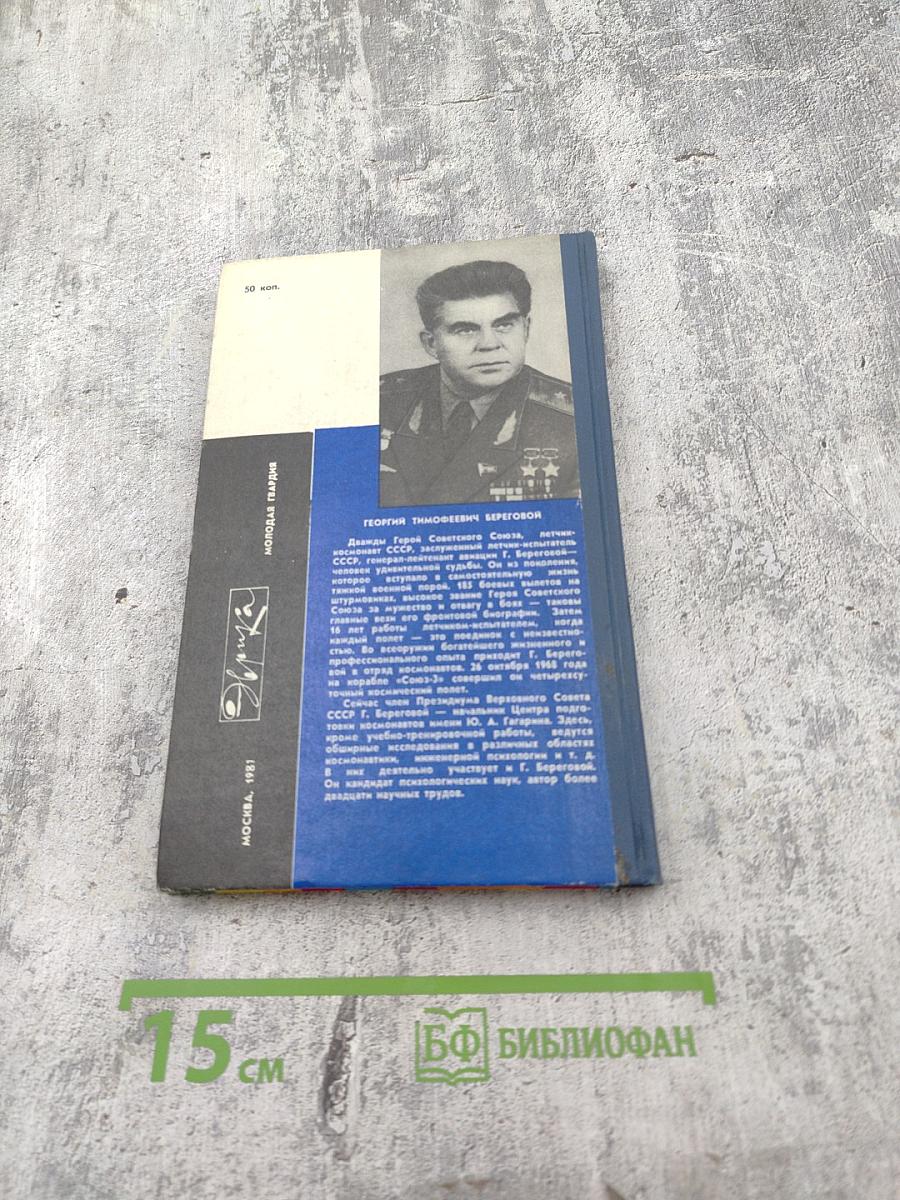 50 коп.
МОЛОДАЯ ГВАРДИЯ
Эврика
МОСКВА, 1981
ГЕОРГИЙ ТИМОФЕЕВИЧ БЕРЕГОВОЙ
Дважды Герой Советского Союза, летчик-
космонавт СССР, заслуженный летчик-испытатель
СССР, генерал-лейтенант авиации Г. Береговой—
человек удивительной судьбы. Он из поколения,
которое вступало в самостоятельную жизнь
тяжкой военной порой. 185 боевых вылетов на
штурмовиках, высокое звание Героя Советского
Союза за мужество и отвагу в боях — таковы
главные вехи его фронтовой биографии. Затем
16 лет работы летчиком-испытателем, когда
каждый полет — это поединок с неизвестно-
стью. Во всеоружии богатейшего жизненного и
профессионального опыта приходит Г. Берего-
вой в отряд космонавтов. 26 октября 1968 года
на корабле «Союз-3» совершил он четырехсу-
точный космический полет.
Сейчас член Президиума Верховного Совета
СССР Г. Береговой — начальник Центра подго-
товки космонавтов имени Ю. А. Гагарина. Здесь,
кроме учебно-тренировочной работы, ведутся
обширные исследования в различных областях
космонавтики, инженерной психологии и т. д.
В них деятельно участвует и Г. Береговой.
Он кандидат психологических наук, автор более
двадцати научных трудов.
15 см
БФ БИБЛИОФАН